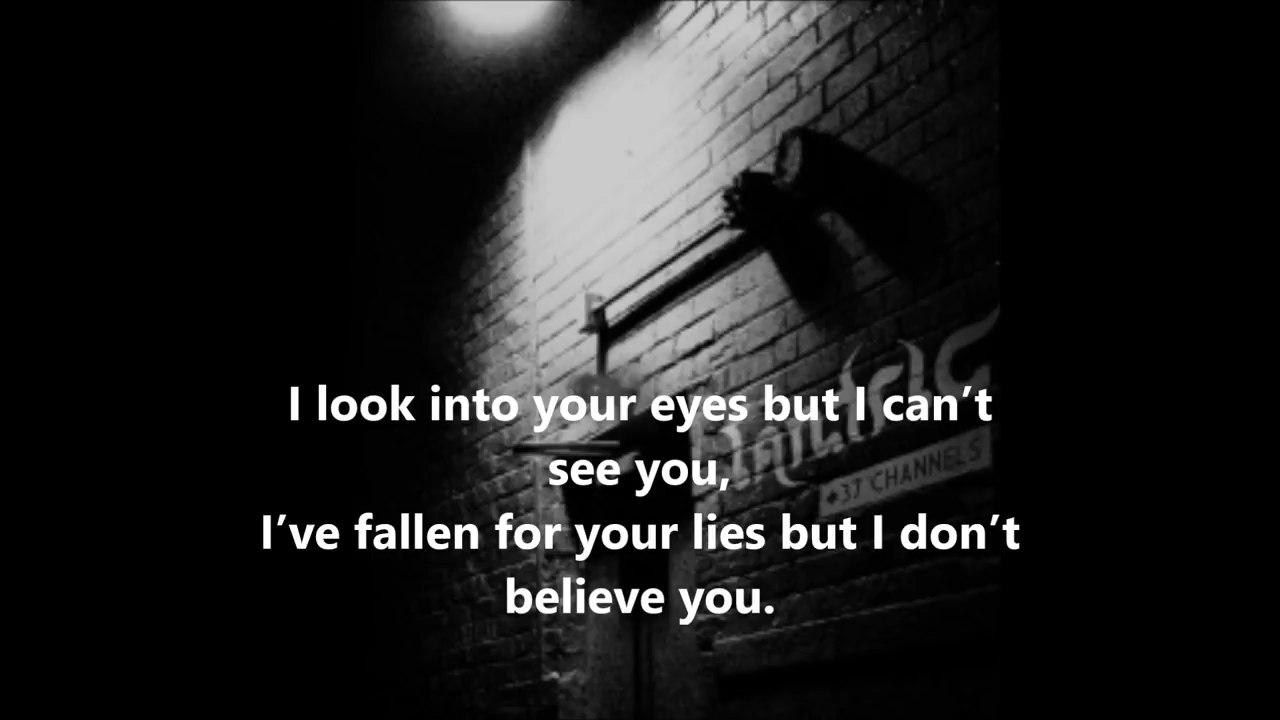 I look into your eyes but I can’t
see you,
I’ve fallen for your lies but I don’t
believe you.
37 CHANNELS